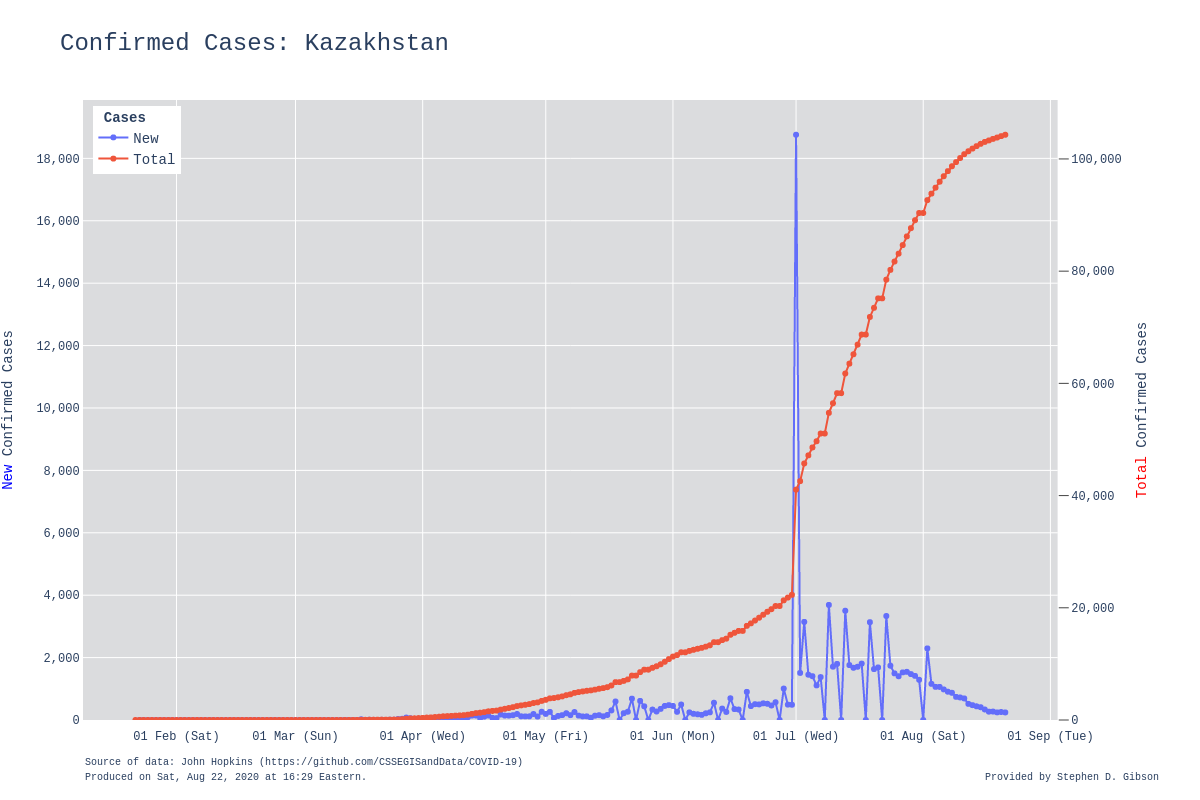 Confirmed Cases: Kazakhstan
Cases
New
Total
18,000
16,000
14,000
12,000
10,000
8,000
6,000
4,000
2,000
0
New Confirmed Cases
100,000
80,000
60,000
40,000
20,000
0
Total Confirmed Cases
01 Feb (Sat) 01 Mar (Sun) 01 Apr (Wed) 01 May (Fri) 01 Jun (Mon) 01 Jul (Wed) 01 Aug (Sat) 01 Sep (Tue)
Source of data: John Hopkins (https://github.com/CSSEGISandData/COVID-19)
Produced on Sat, Aug 22, 2020 at 16:29 Eastern.
Provided by Stephen D. Gibson